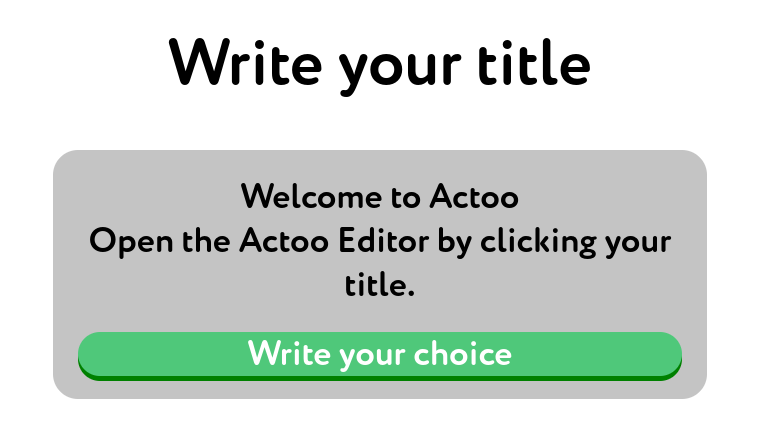 Write your title
Welcome to Actoo
Open the Actoo Editor by clicking your
title.
Write your choice